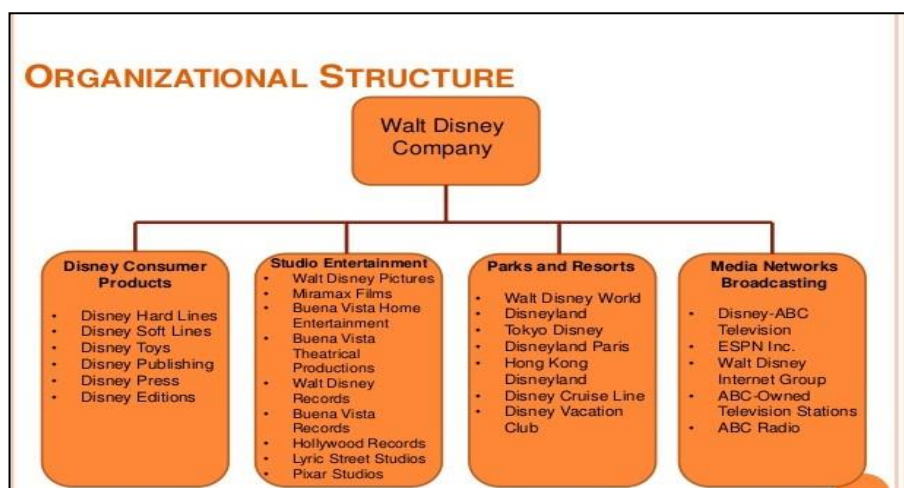 ORGANIZATIONAL STRUCTURE
Walt Disney
Company
Disney Consumer
Products
• Disney Hard Lines
• Disney Soft Lines
• Disney Toys
• Disney Publishing
• Disney Press
• Disney Editions
Studio Entertainment
• Walt Disney Pictures
• Miramax Films
• Buena Vista Home
Entertainment
• Buena Vista
Theatrical
Productions
• Walt Disney
Records
• Buena Vista
Records
• Hollywood Records
• Lyric Street Studios
• Pixar Studios
Parks and Resorts
• Walt Disney World
• Disneyland
• Tokyo Disney
• Disneyland Paris
• Hong Kong
Disneyland
• Disney Cruise Line
• Disney Vacation
Club
Media Networks
Broadcasting
• Disney-ABC
Television
• ESPN Inc.
• Walt Disney
Internet Group
• ABC-Owned
Television Stations
• ABC Radio